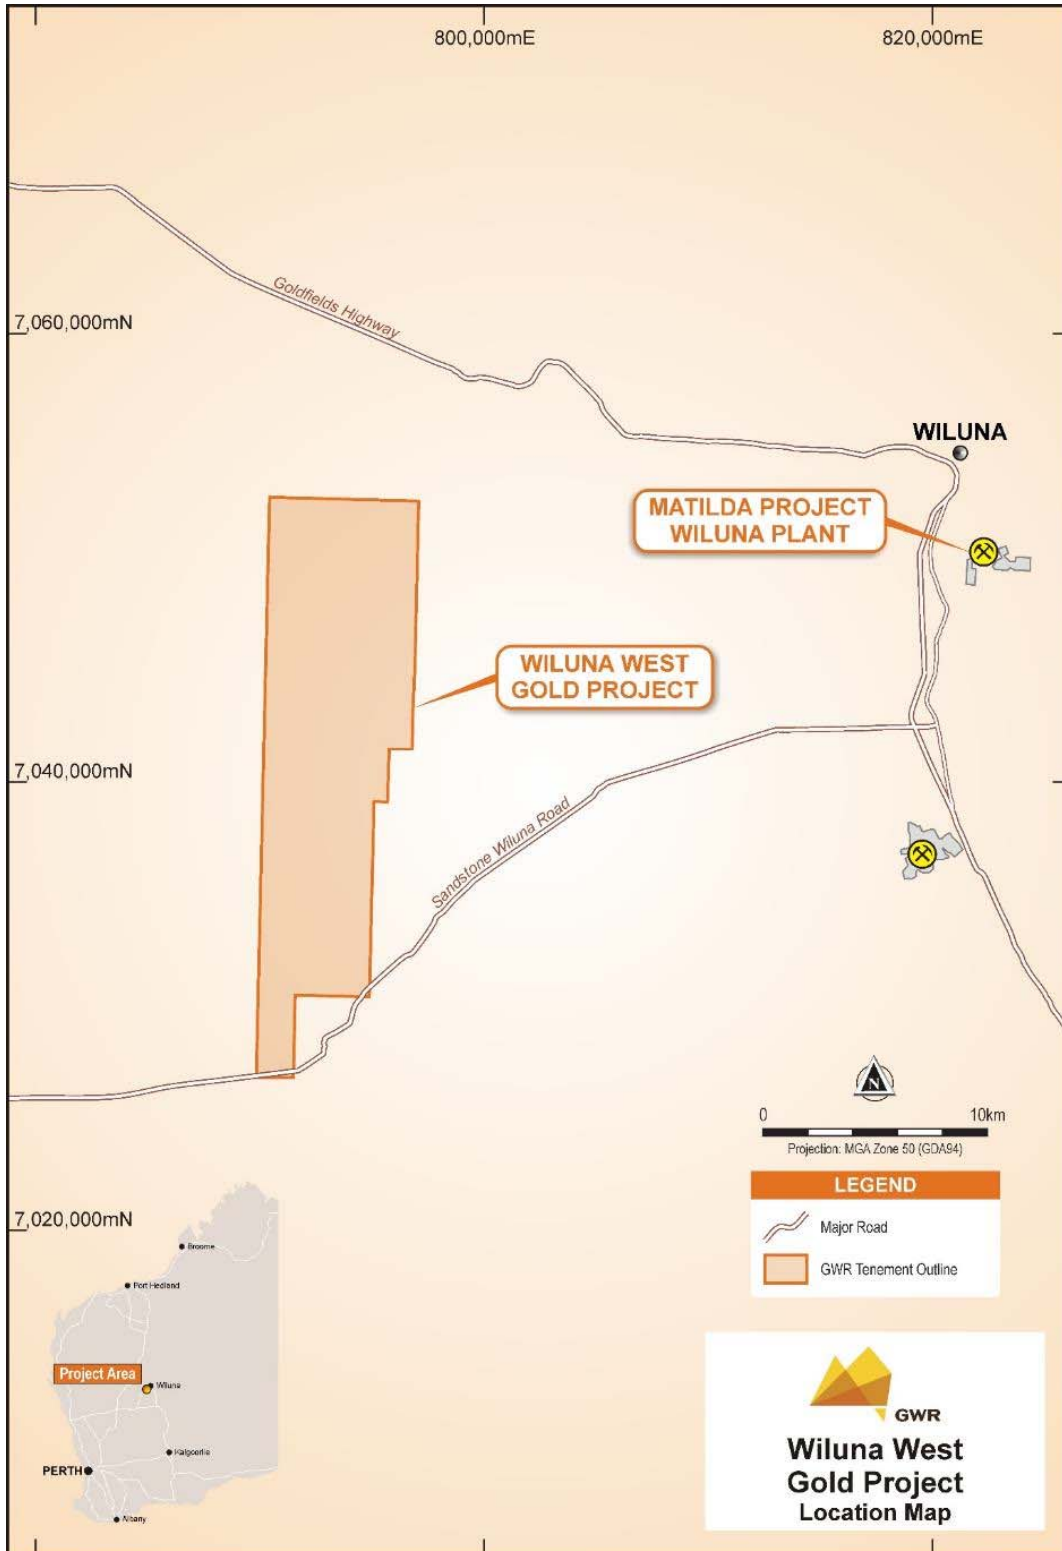 800,000mE
820,000mE
Goldfields Highway
7,060,000mN
WILUNA
MATILDA PROJECT
WILUNA PLANT
WILUNA WEST
GOLD PROJECT
7,040,000mN
Sandstone Wiluna Road
N
0 10km
Projection: MGA Zone 50 (GDA94)
LEGEND
Major Road
GWR Tenement Outline
7,020,000mN
Broome
Port Hedland
Project Area
Wiluna
Kalgoorlie
PERTH
Albany
GWR
Wiluna West
Gold Project
Location Map